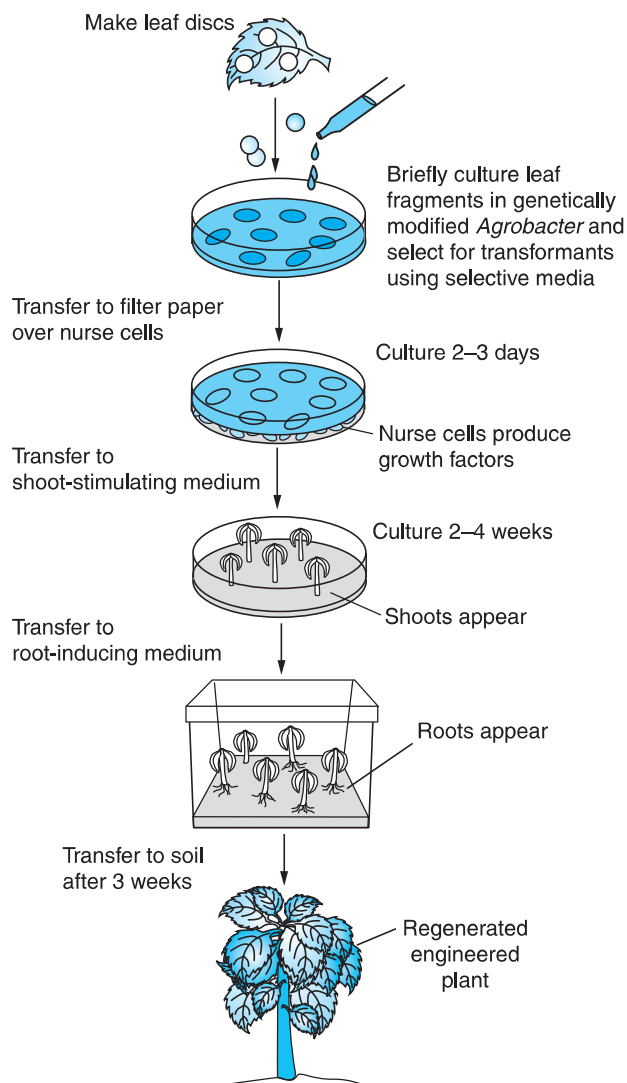 Make leaf discs
Briefly culture leaf
fragments in genetically
modified Agrobacter and
select for transformants
using selective media
Transfer to filter paper
over nurse cells
Culture 2–3 days
Nurse cells produce
growth factors
Transfer to
shoot-stimulating medium
Culture 2–4 weeks
Shoots appear
Transfer to
root-inducing medium
Roots appear
Transfer to soil
after 3 weeks
Regenerated
engineered
plant